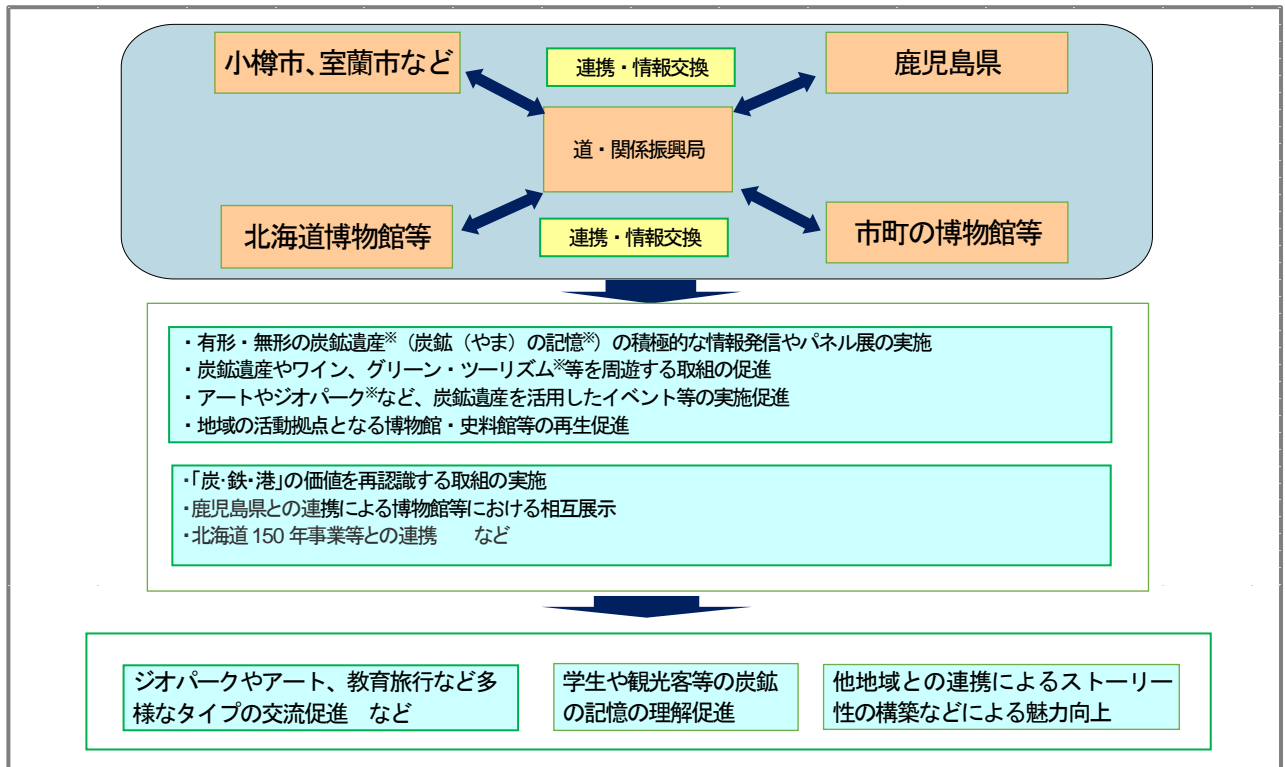 小樽市、室蘭市など
連携・情報交換
鹿児島県
道・関係振興局
北海道博物館等
連携・情報交換
市町の博物館等
・有形・無形の炭鉱遺産※(炭鉱(やま)の記憶※)の積極的な情報発信やパネル展の実施
・炭鉱遺産やワイン、グリーン・ツーリズム※等を周遊する取組の促進
・アートやジオパーク※など、炭鉱遺産を活用したイベント等の実施促進
・地域の活動拠点となる博物館・史料館等の再生促進
・「炭・鉄・港」の価値を再認識する取組の実施
・鹿児島県との連携による博物館等における相互展示
・北海道150年事業等との連携　　など
ジオパークやアート、教育旅行など多
様なタイプの交流促進　など
学生や観光客等の炭鉱
の記憶の理解促進
他地域との連携によるストーリー
性の構築などによる魅力向上